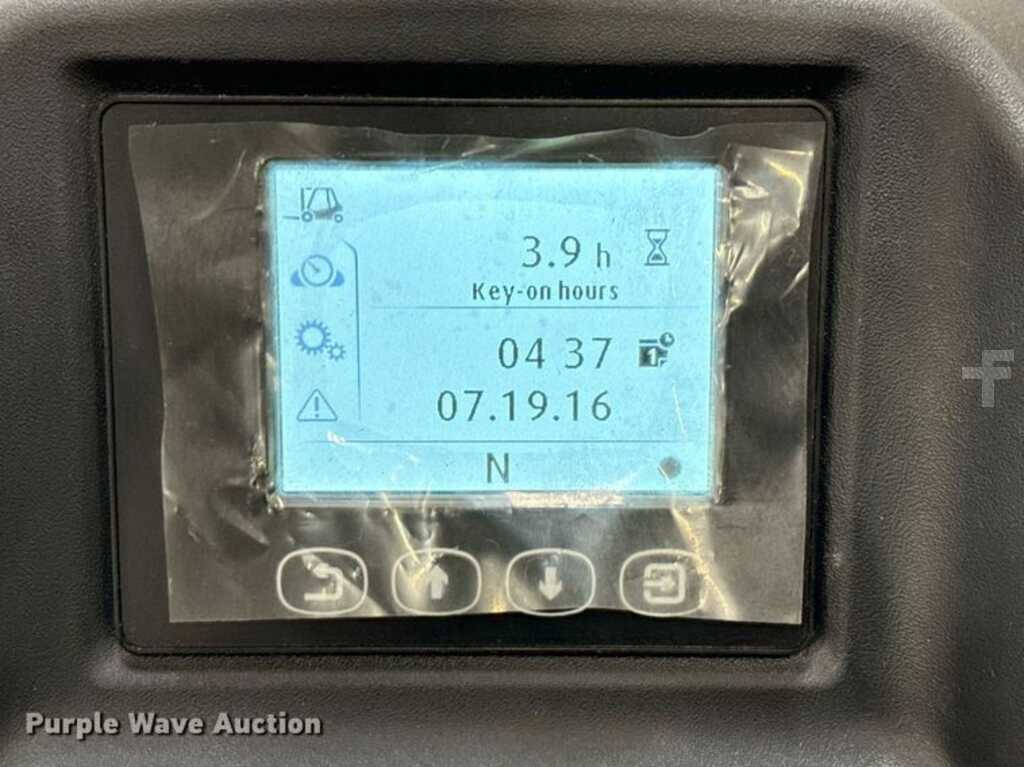 3.9 h
Key-on hours
04 37
07.19.16
N
Purple Wave Auction